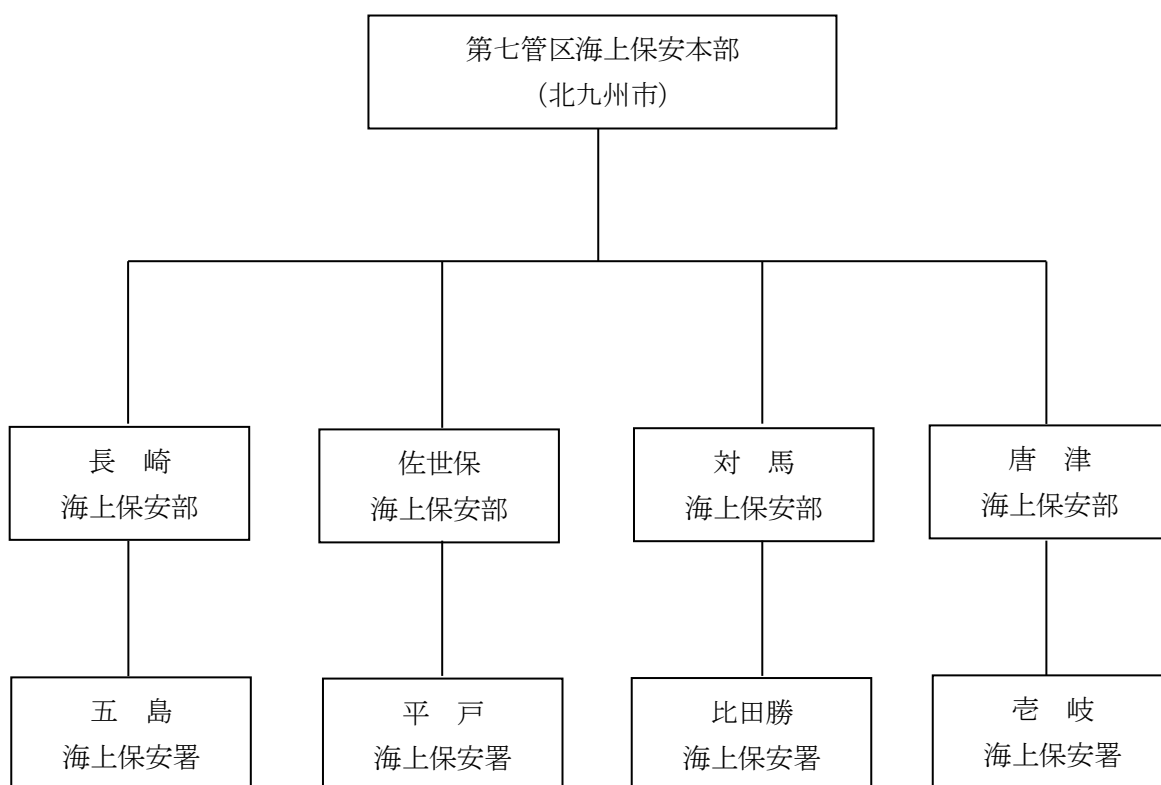 第七管区海上保安本部
（北九州市）
長　崎
海上保安部
佐世保
海上保安部
対　馬
海上保安部
唐　津
海上保安部
五　島
海上保安署
平　戸
海上保安署
比田勝
海上保安署
壱　岐
海上保安署